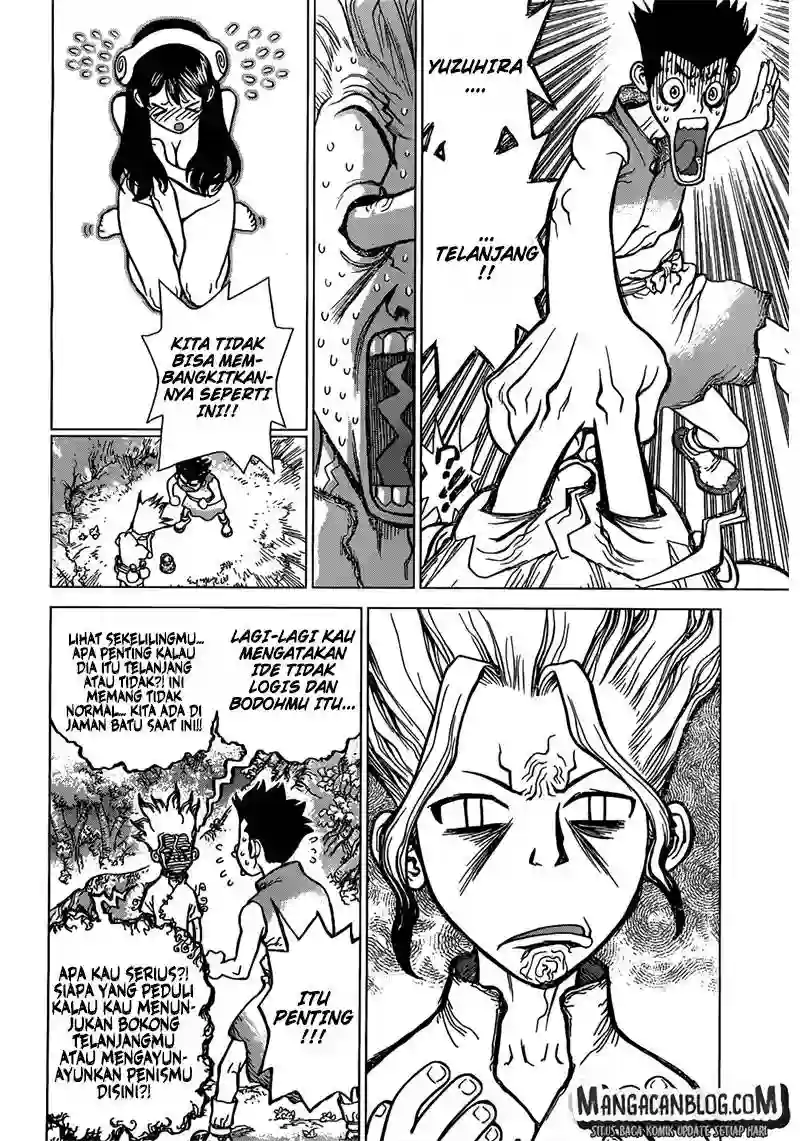 YUZUHIRA
....
...
TELANJANG
!!
KITA TIDAK
BISA MEM-
BANGKITKAN-
NYA SEPERTI
INI!!
LAGI-LAGI KAU
MENGATAKAN
IDE TIDAK
LOGIS DAN
BODOHMU ITU...
LIHAT SEKELILINGMU...
APA PENTING KALAU
DIA ITU TELANJANG
ATAU TIDAK?! INI
MEMANG TIDAK
NORMAL... KITA ADA DI
JAMAN BATU SAAT INI!!
ITU
PENTING
!!!
APA KAU SERIUS?!
SIAPA YANG PEDULI
KALAU KAU MENUN-
JUKAN BOKONG
TELANJANGMU
ATAU MENGAYUN-
AYUNKAN PENISMU
DISINI?!
MANGACANBLOG.COM
SITUS BACA KOMIK UPDATE SETIAP HARI